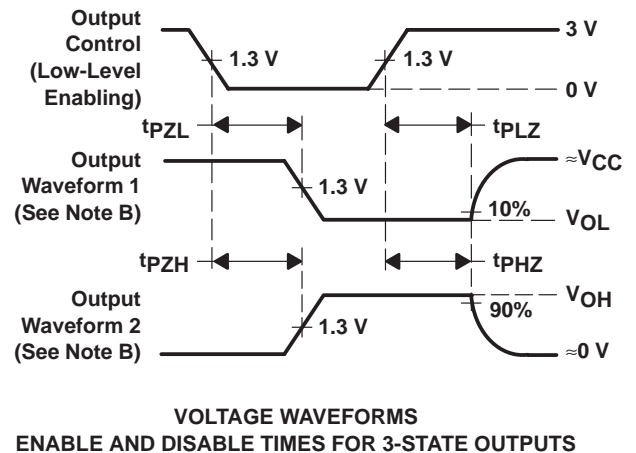 Output
Control
(Low-Level
Enabling)
3 V
1.3 V
1.3 V
0 V
tPZL
tPLZ
Output
Waveform 1
(See Note B)
≈VCC
1.3 V
10%
VOL
tPZH
tPHZ
Output
Waveform 2
(See Note B)
VOH
90%
1.3 V
≈0 V
VOLTAGE WAVEFORMS
ENABLE AND DISABLE TIMES FOR 3-STATE OUTPUTS